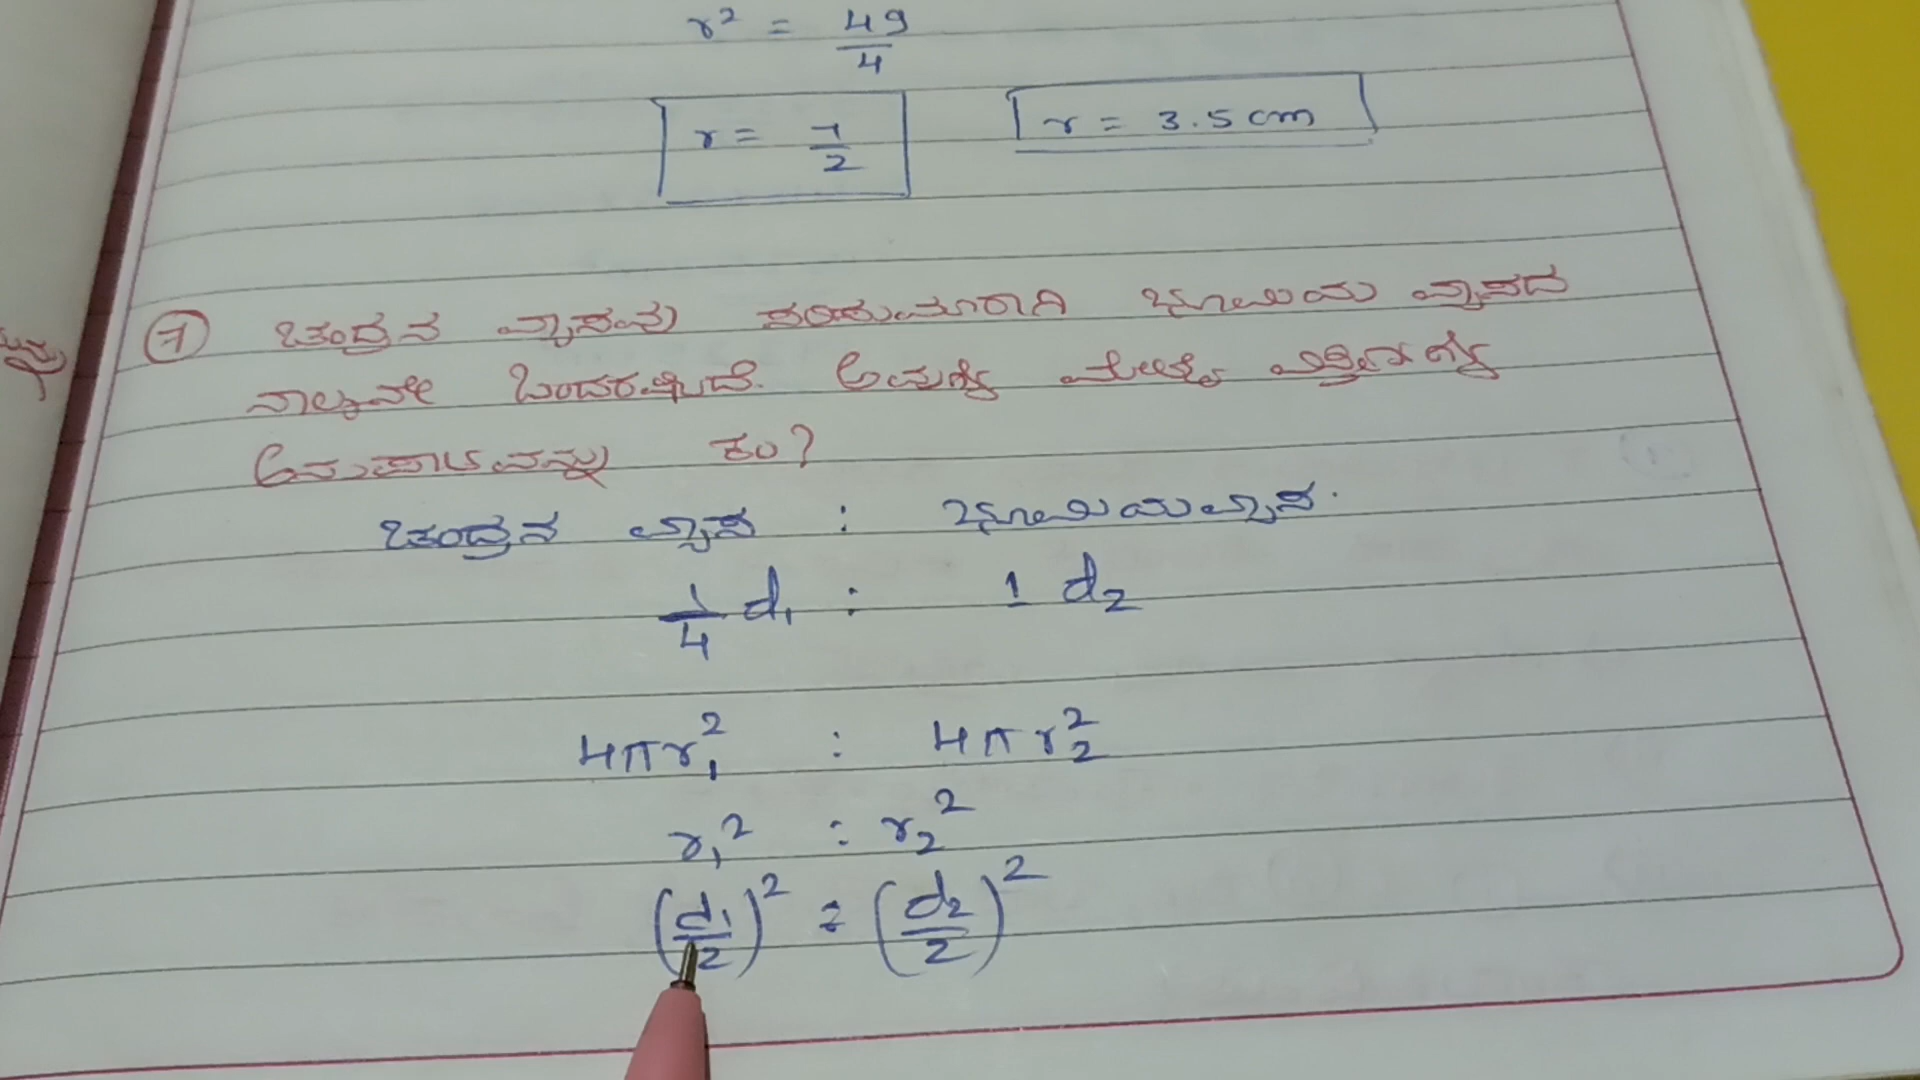 r² = 49/4
r = 7/2 r = 3.5 cm
7 ಚಂದ್ರನ ವ್ಯಾಸವು ಸರಿಸುಮಾರಾಗಿ ಭೂಮಿಯ ವ್ಯಾಸದ
ನಾಲ್ಕನೇ ಒಂದರಷ್ಟಿದೆ. ಅವುಗಳ ಮೇಲ್ಮೈ ವಿಸ್ತೀರ್ಣಗಳ
ಅನುಪಾತವನ್ನು ಕಂ?
ಚಂದ್ರನ ವ್ಯಾಸ : ಭೂಮಿಯವ್ಯಾಸ.
1/4 d₁ : 1 d₂
4πr₁² : 4πr₂²
r₁² : r₂²
(d₁/2)² : (d₂/2)²